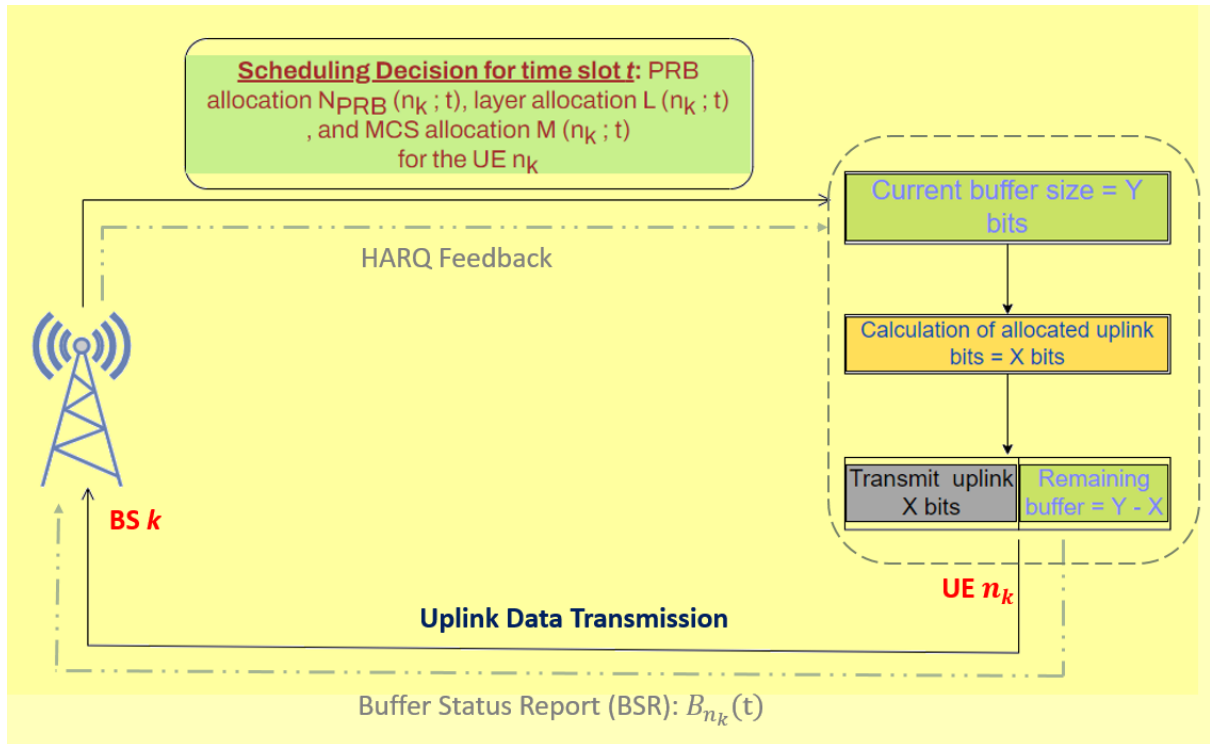 Scheduling Decision for time slot t: PRB
allocation NPRB (nk ; t), layer allocation L (nk ; t)
, and MCS allocation M (nk ; t)
for the UE nk
Current buffer size = Y
bits
HARQ Feedback
Calculation of allocated uplink
bits = X bits
Transmit uplink
X bits
Remaining
buffer = Y - X
BS k
UE nk
Uplink Data Transmission
Buffer Status Report (BSR): Bnk(t)